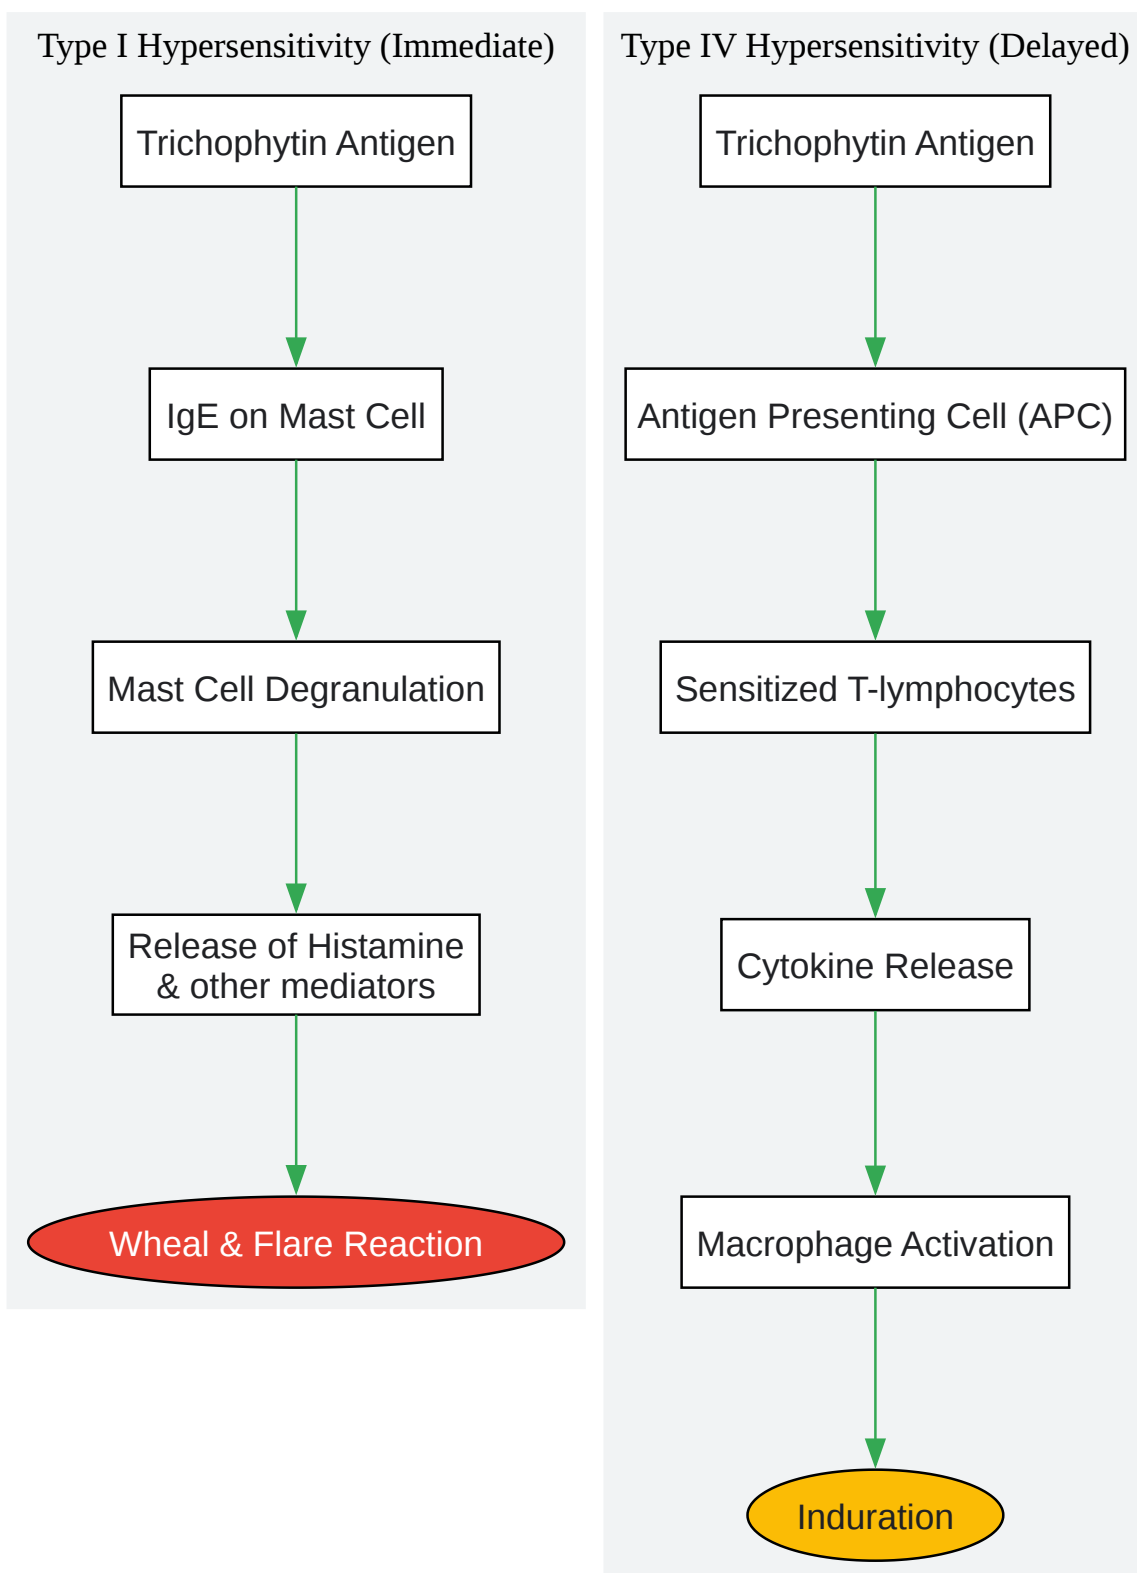 Type I Hypersensitivity (Immediate)
Trichophytin Antigen
IgE on Mast Cell
Mast Cell Degranulation
Release of Histamine
& other mediators
Wheal & Flare Reaction
Type IV Hypersensitivity (Delayed)
Trichophytin Antigen
Antigen Presenting Cell (APC)
Sensitized T-lymphocytes
Cytokine Release
Macrophage Activation
Induration